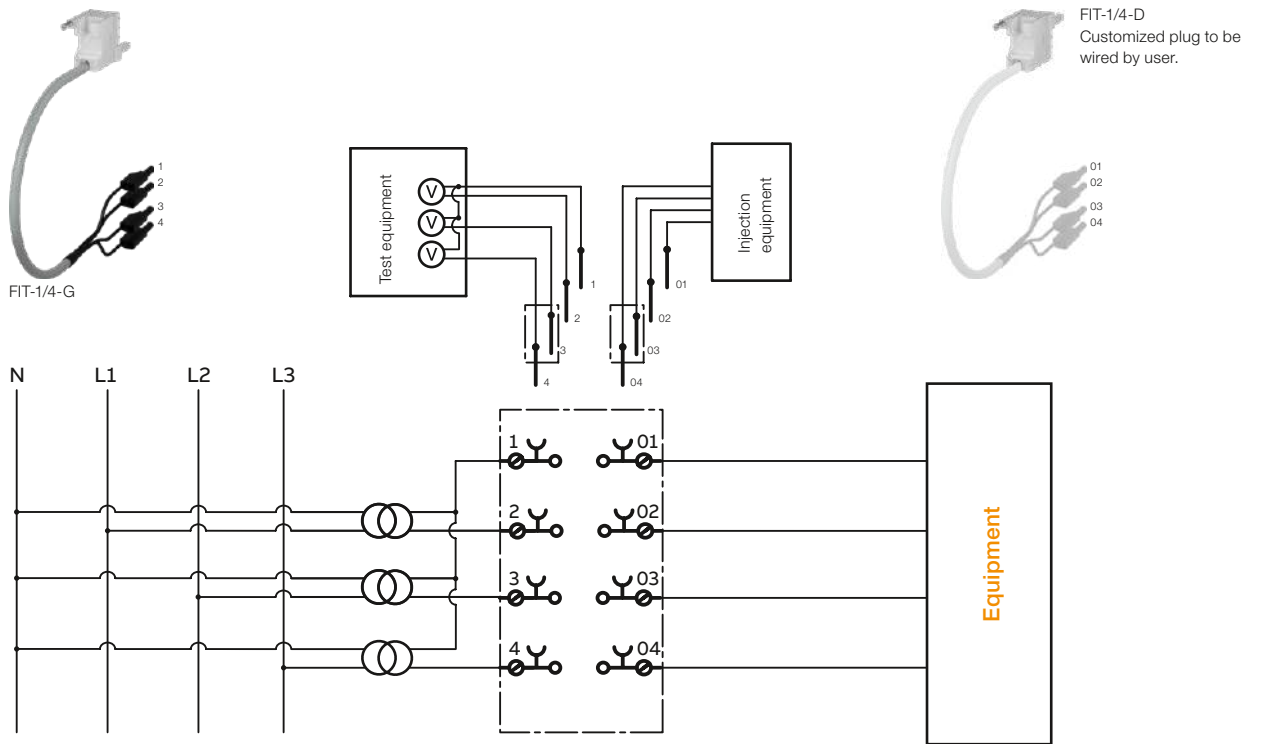 FIT-1/4-D
Customized plug to be
wired by user.
1
2
3
4
FIT-1/4-G
01
02
03
04
Test equipment
V
V
V
Injection
equipment
1
2
3
4
01
02
03
04
N L1 L2 L3
1 01
2 02
3 03
4 04
Equipment